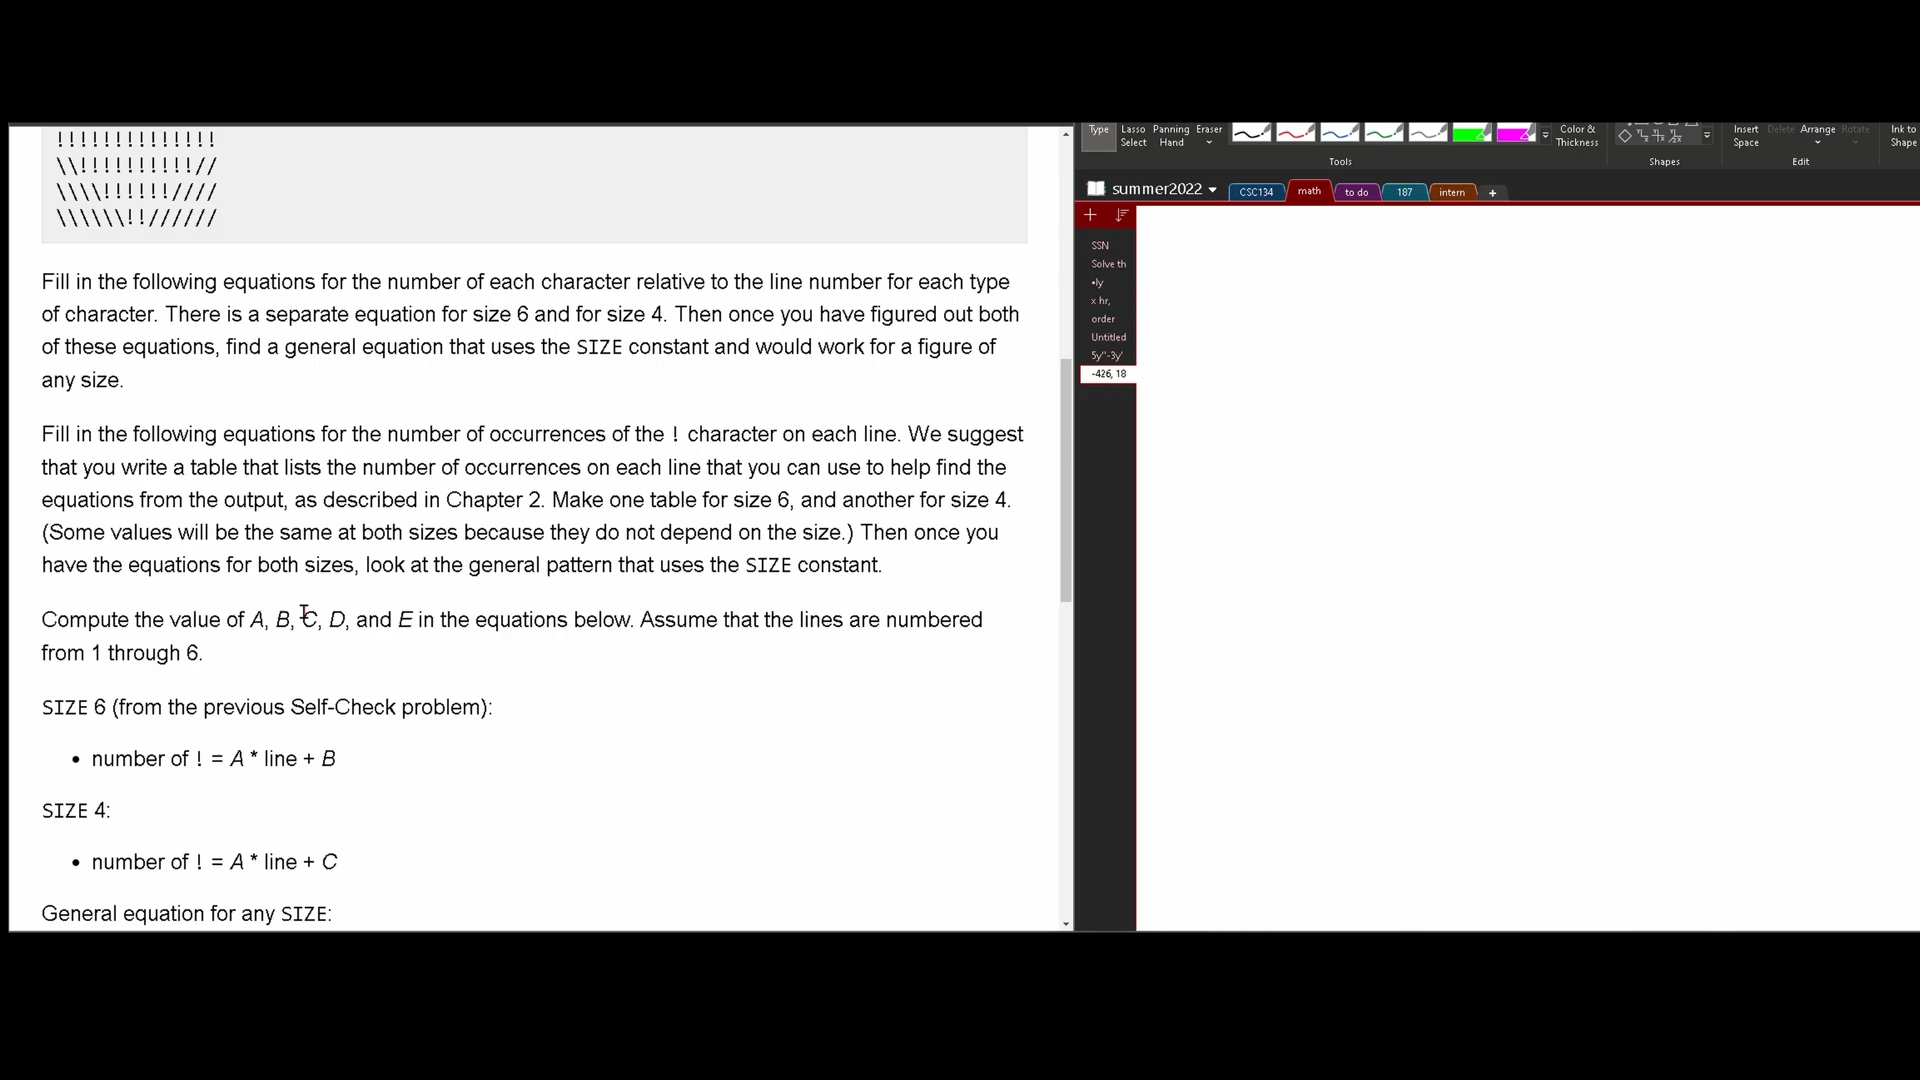 !!!!!!!!!!!!!!
\\!!!!!!!!!!//
\\\\!!!!!!////
\\\\\\!!//////
Fill in the following equations for the number of each character relative to the line number for each type
of character. There is a separate equation for size 6 and for size 4. Then once you have figured out both
of these equations, find a general equation that uses the SIZE constant and would work for a figure of
any size.
Fill in the following equations for the number of occurrences of the ! character on each line. We suggest
that you write a table that lists the number of occurrences on each line that you can use to help find the
equations from the output, as described in Chapter 2. Make one table for size 6, and another for size 4.
(Some values will be the same at both sizes because they do not depend on the size.) Then once you
have the equations for both sizes, look at the general pattern that uses the SIZE constant.
Compute the value of A, B, C, D, and E in the equations below. Assume that the lines are numbered
from 1 through 6.
SIZE 6 (from the previous Self-Check problem):
• number of ! = A * line + B
SIZE 4:
• number of ! = A * line + C
General equation for any SIZE:
Type
Lasso Select
Panning Hand
Eraser
Color & Thickness
Insert Space
Delete
Arrange
Rotate
Ink to Shape
Tools
Shapes
Edit
summer2022
CSC134
math
to do
187
intern
+
SSN
Solve th
•ly
x hr,
order
Untitled
5y''-3y'
-426, 18